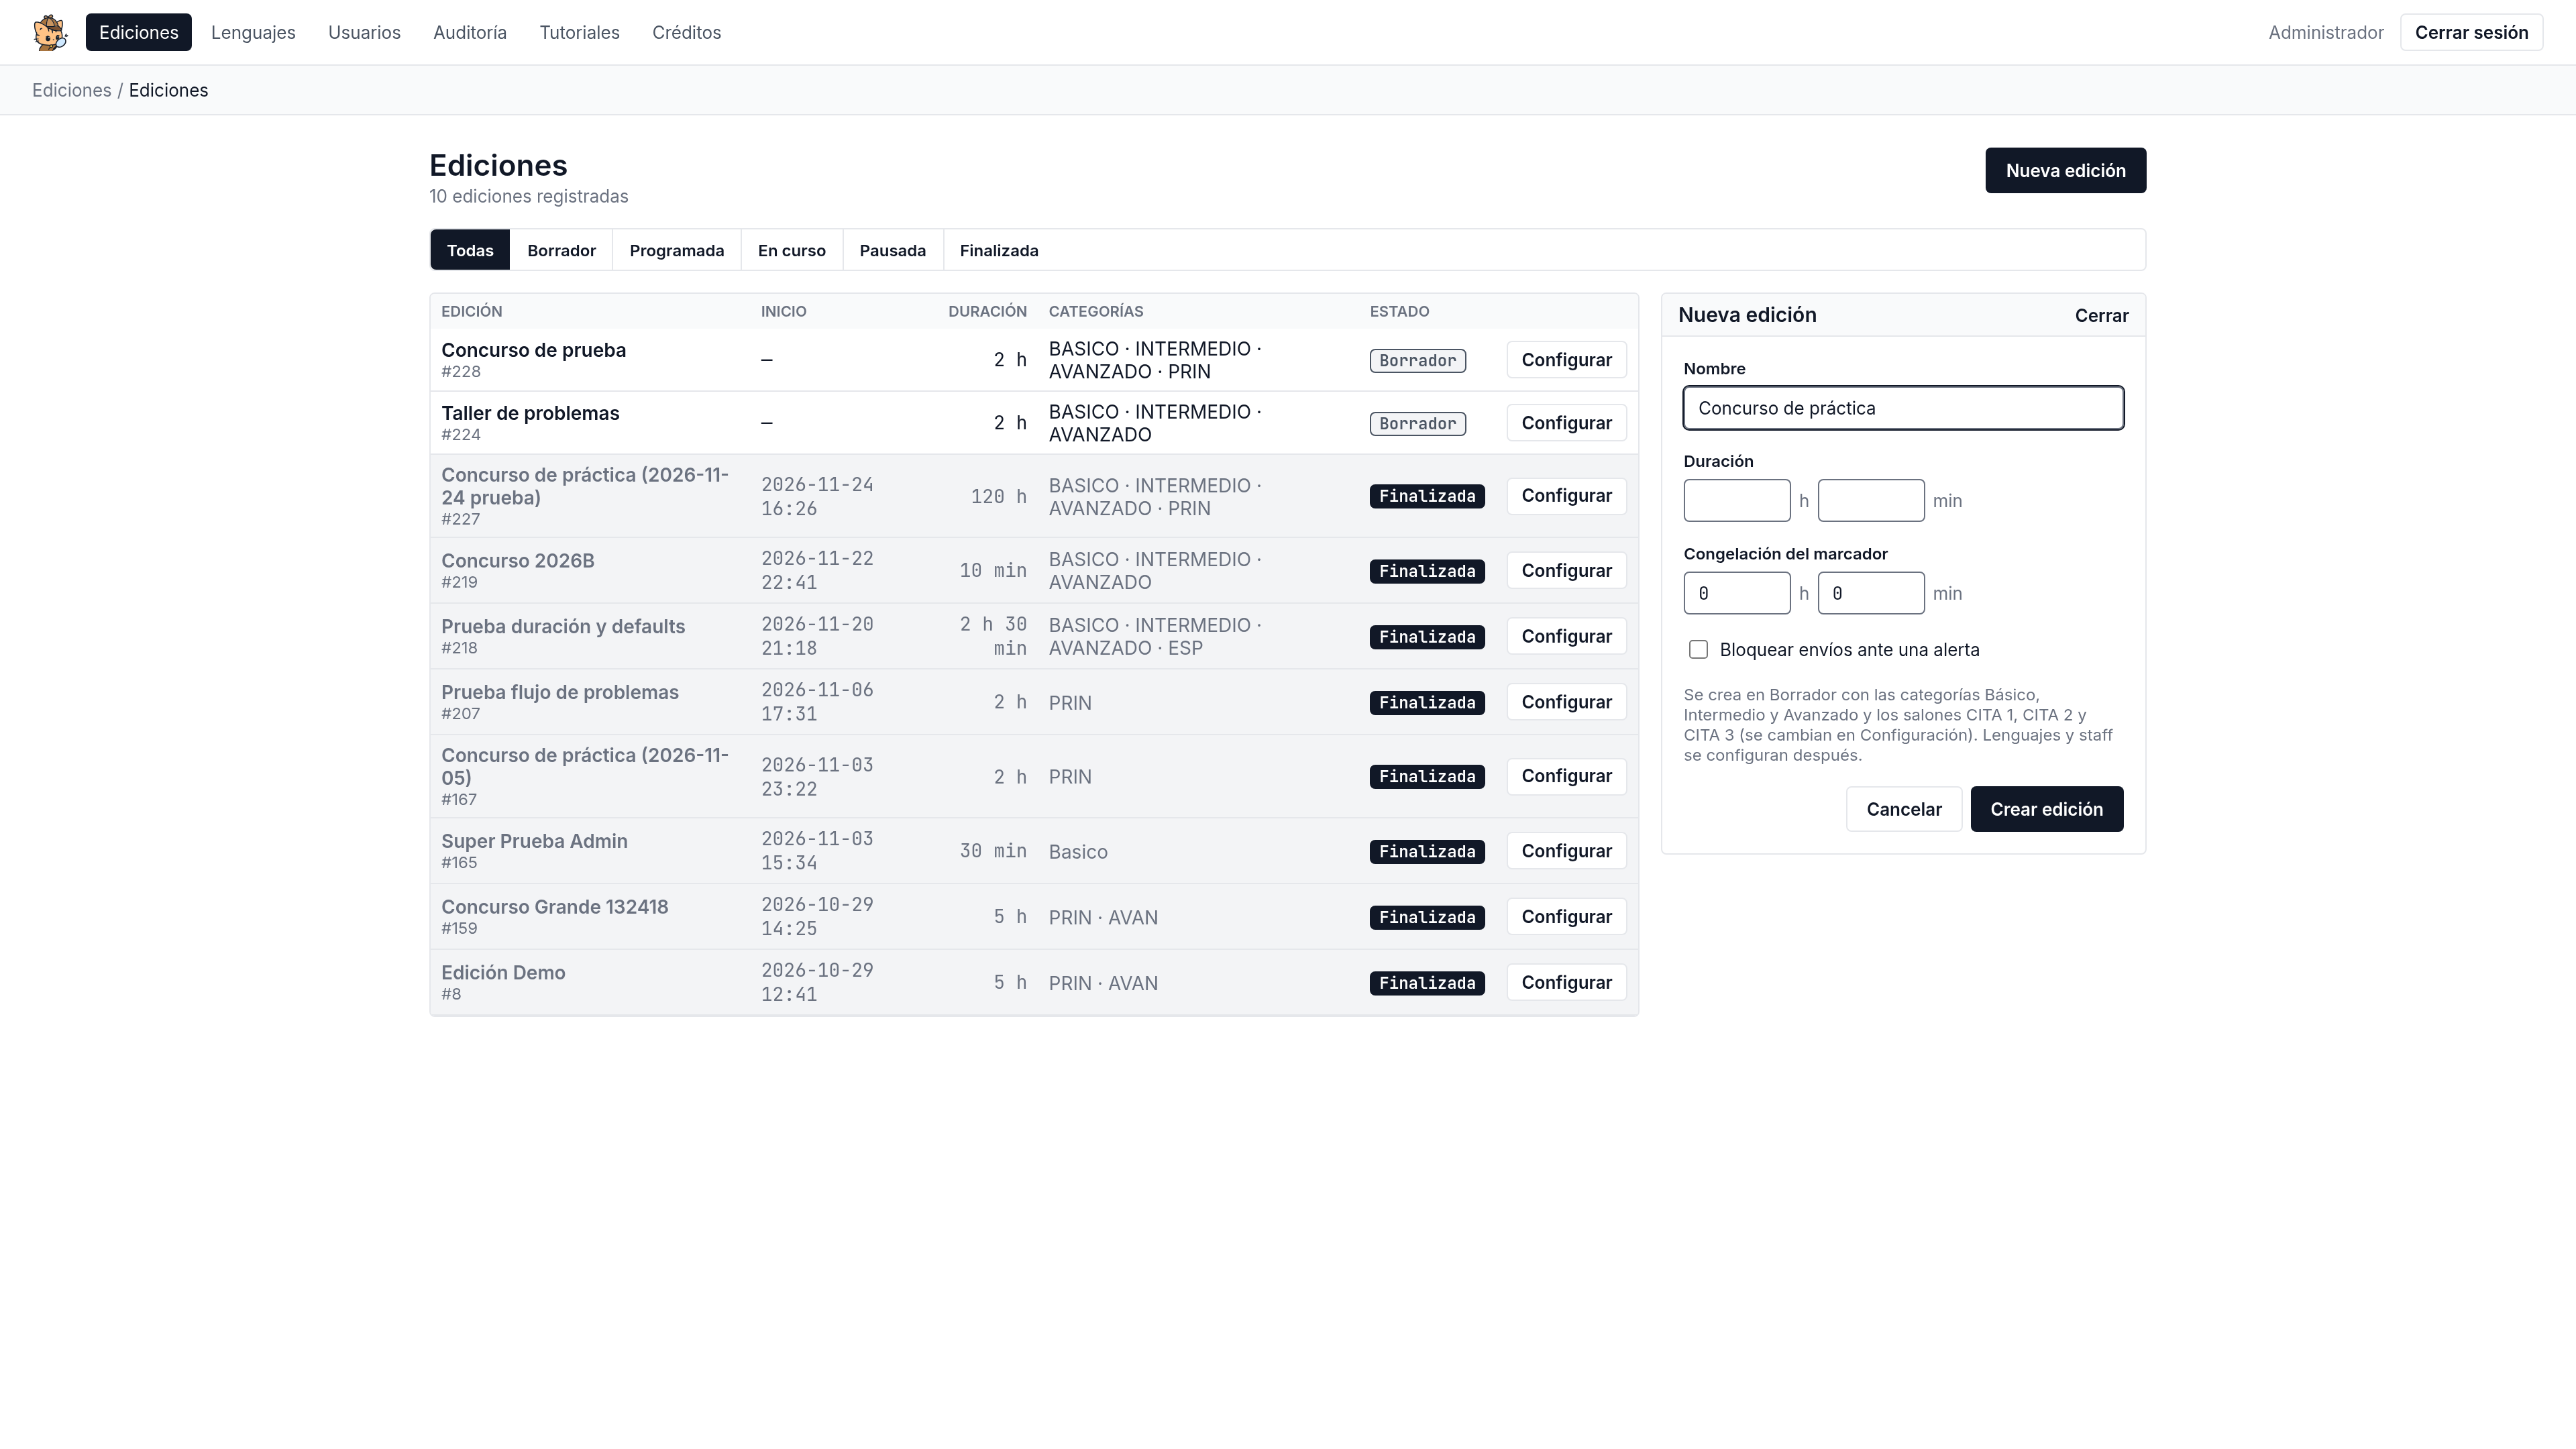 Ediciones Lenguajes Usuarios Auditoría Tutoriales Créditos Administrador Cerrar sesión
Ediciones / Ediciones
Ediciones
10 ediciones registradas
Nueva edición
Todas Borrador Programada En curso Pausada Finalizada
EDICIÓN INICIO DURACIÓN CATEGORÍAS ESTADO
Concurso de prueba
#228
— 2 h
BASICO · INTERMEDIO ·
AVANZADO · PRIN
Borrador Configurar
Taller de problemas
#224
— 2 h
BASICO · INTERMEDIO ·
AVANZADO
Borrador Configurar
Concurso de práctica (2026-11-
24 prueba)
#227
2026-11-24
16:26
120 h
BASICO · INTERMEDIO ·
AVANZADO · PRIN
Finalizada Configurar
Concurso 2026B
#219
2026-11-22
22:41
10 min
BASICO · INTERMEDIO ·
AVANZADO
Finalizada Configurar
Prueba duración y defaults
#218
2026-11-20
21:18
2 h 30
min
BASICO · INTERMEDIO ·
AVANZADO · ESP
Finalizada Configurar
Prueba flujo de problemas
#207
2026-11-06
17:31
2 h
PRIN
Finalizada Configurar
Concurso de práctica (2026-11-
05)
#167
2026-11-03
23:22
2 h
PRIN
Finalizada Configurar
Super Prueba Admin
#165
2026-11-03
15:34
30 min
Basico
Finalizada Configurar
Concurso Grande 132418
#159
2026-10-29
14:25
5 h
PRIN · AVAN
Finalizada Configurar
Edición Demo
#8
2026-10-29
12:41
5 h
PRIN · AVAN
Finalizada Configurar
Nueva edición Cerrar
Nombre
Concurso de práctica
Duración
h min
Congelación del marcador
0 h 0 min
Bloquear envíos ante una alerta
Se crea en Borrador con las categorías Básico,
Intermedio y Avanzado y los salones CITA 1, CITA 2 y
CITA 3 (se cambian en Configuración). Lenguajes y staff
se configuran después.
Cancelar Crear edición